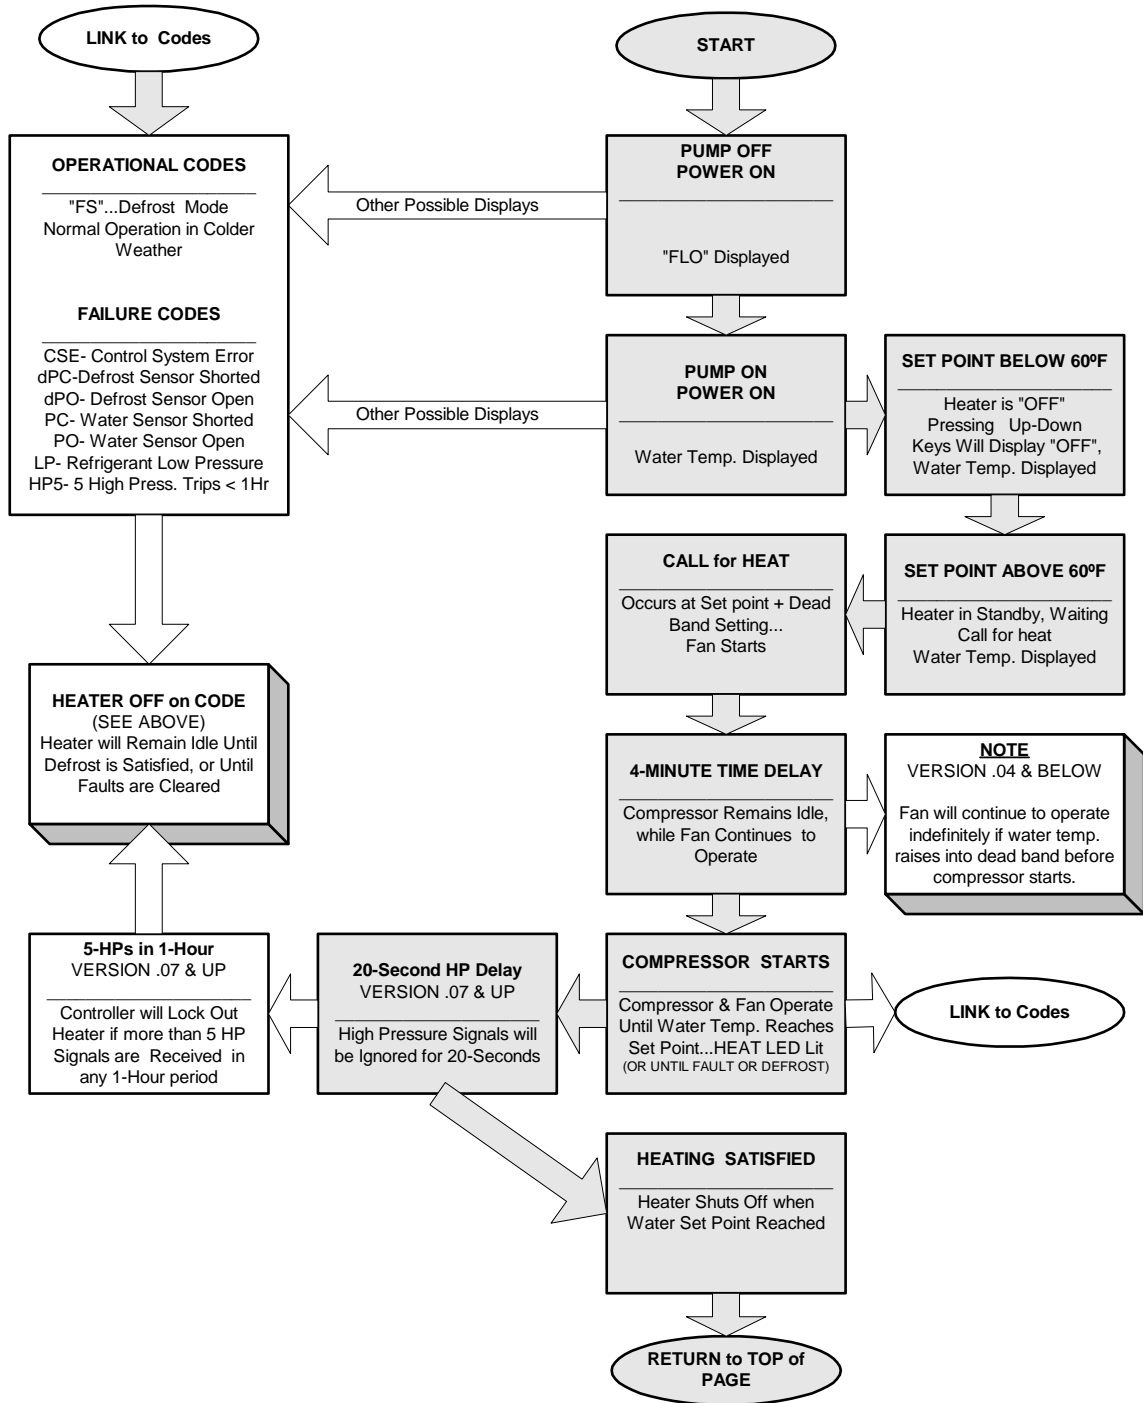 LINK to Codes
START
OPERATIONAL CODES
"FS"...Defrost Mode
Normal Operation in Colder
Weather
FAILURE CODES
CSE- Control System Error
dPC-Defrost Sensor Shorted
dPO- Defrost Sensor Open
PC- Water Sensor Shorted
PO- Water Sensor Open
LP- Refrigerant Low Pressure
HP5- 5 High Press. Trips < 1Hr
Other Possible Displays
PUMP OFF
POWER ON
"FLO" Displayed
Other Possible Displays
PUMP ON
POWER ON
Water Temp. Displayed
SET POINT BELOW 60ºF
Heater is "OFF"
Pressing Up-Down
Keys Will Display "OFF",
Water Temp. Displayed
CALL for HEAT
Occurs at Set point + Dead
Band Setting...
Fan Starts
SET POINT ABOVE 60ºF
Heater in Standby, Waiting
Call for heat
Water Temp. Displayed
HEATER OFF on CODE
(SEE ABOVE)
Heater will Remain Idle Until
Defrost is Satisfied, or Until
Faults are Cleared
4-MINUTE TIME DELAY
Compressor Remains Idle,
while Fan Continues to
Operate
NOTE
VERSION .04 & BELOW
Fan will continue to operate
indefinitely if water temp.
raises into dead band before
compressor starts.
5-HPs in 1-Hour
VERSION .07 & UP
Controller will Lock Out
Heater if more than 5 HP
Signals are Received in
any 1-Hour period
20-Second HP Delay
VERSION .07 & UP
High Pressure Signals will
be Ignored for 20-Seconds
COMPRESSOR STARTS
Compressor & Fan Operate
Until Water Temp. Reaches
Set Point...HEAT LED Lit
(OR UNTIL FAULT OR DEFROST)
LINK to Codes
HEATING SATISFIED
Heater Shuts Off when
Water Set Point Reached
RETURN to TOP of
PAGE